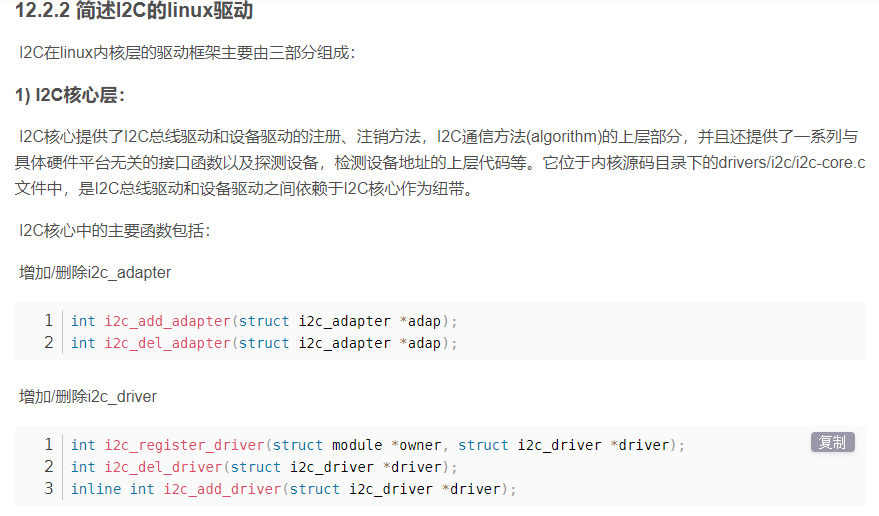 12.2.2 简述I2C的linux驱动
I2C在linux内核层的驱动框架主要由三部分组成：
1) I2C核心层：
I2C核心提供了I2C总线驱动和设备驱动的注册、注销方法，I2C通信方法(algorithm)的上层部分，并且还提供了一系列与
具体硬件平台无关的接口函数以及探测设备，检测设备地址的上层代码等。它位于内核源码目录下的drivers/i2c/i2c-core.c
文件中，是I2C总线驱动和设备驱动之间依赖于I2C核心作为纽带。
I2C核心中的主要函数包括：
增加/删除i2c_adapter
1 int i2c_add_adapter(struct i2c_adapter *adap);
2 int i2c_del_adapter(struct i2c_adapter *adap);
增加/删除i2c_driver
复制
1 int i2c_register_driver(struct module *owner, struct i2c_driver *driver);
2 int i2c_del_driver(struct i2c_driver *driver);
3 inline int i2c_add_driver(struct i2c_driver *driver);